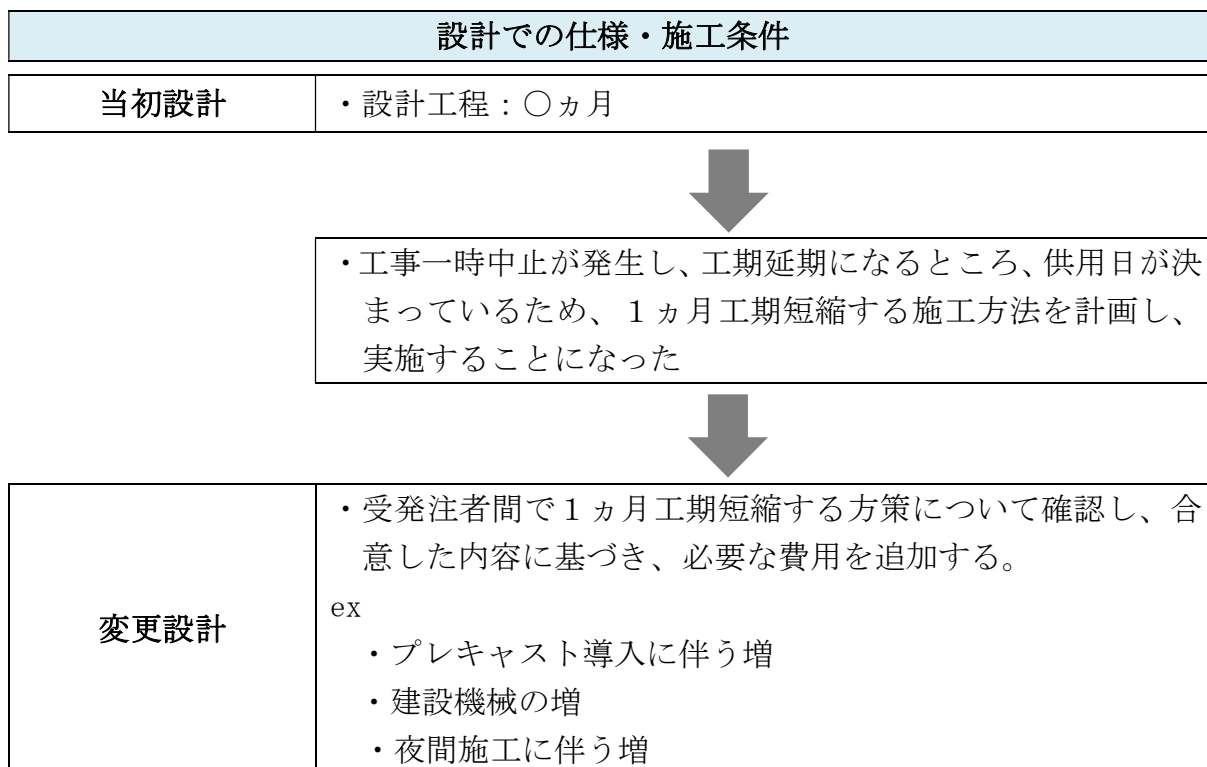 設計での仕様・施工条件
当初設計
・設計工程：○ヵ月
・工事一時中止が発生し、工期延期になるところ、供用日が決
まっているため、１ヵ月工期短縮する施工方法を計画し、
実施することになった
変更設計
・受発注者間で１ヵ月工期短縮する方策について確認し、合
意した内容に基づき、必要な費用を追加する。
ex
・プレキャスト導入に伴う増
・建設機械の増
・夜間施工に伴う増